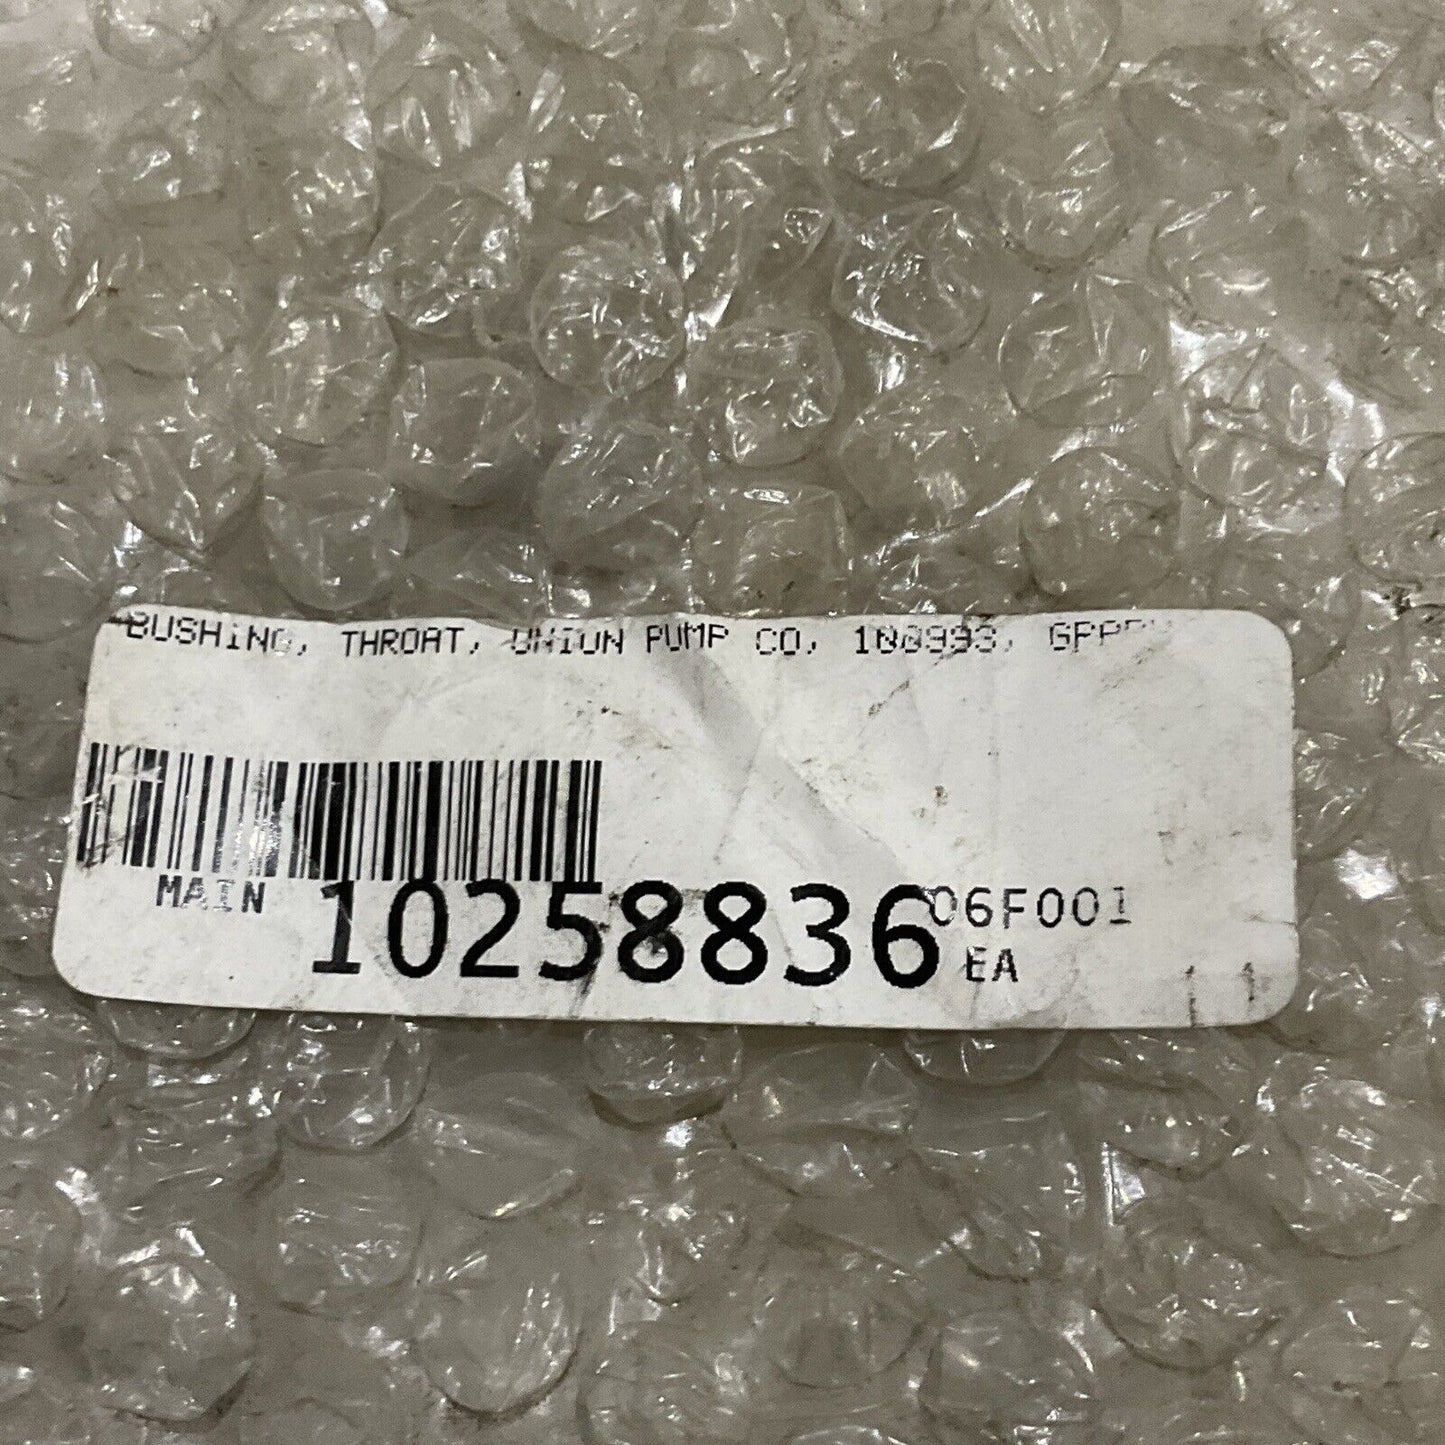 BUSHING, THROAT, UNION PUMP CO, 100993,
MAIN 10258836 06F001
EA